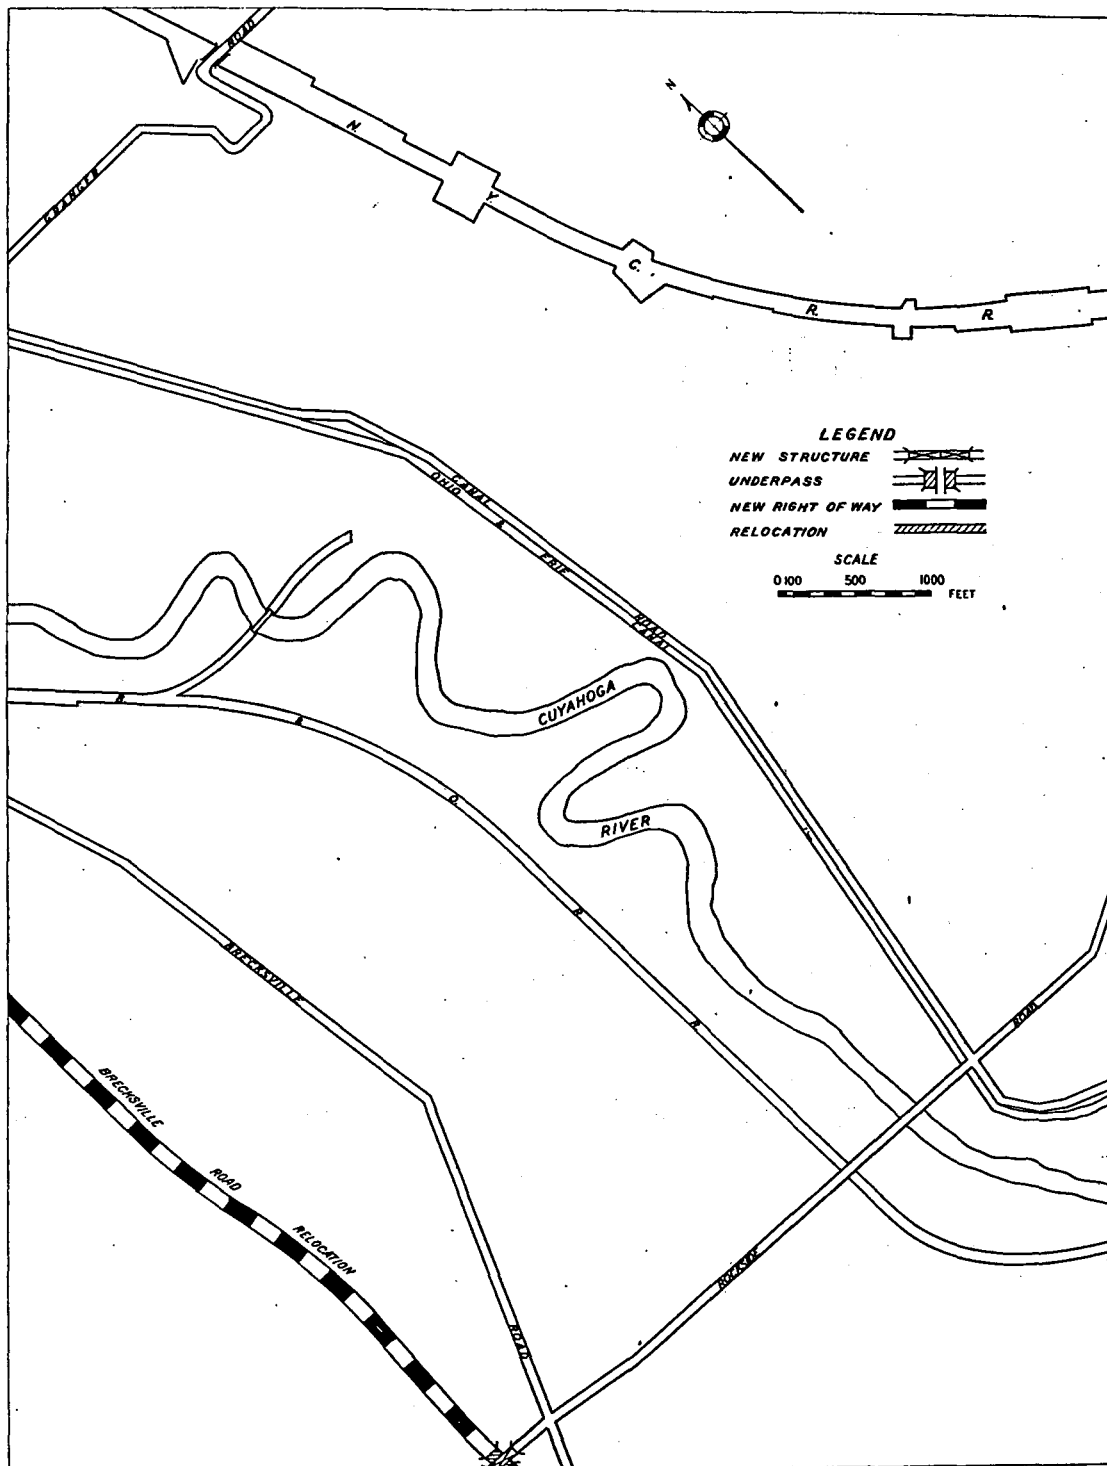 ROAD
N. Y. C. R. R.
N
GRANGER
LEGEND
NEW STRUCTURE
UNDERPASS
NEW RIGHT OF WAY
RELOCATION
SCALE
0 100 500 1000
FEET
CANAL ROAD
OHIO & ERIE CANAL
CUYAHOGA
RIVER
B. & O. R. R.
BRECKSVILLE
ROAD
BRECKSVILLE
ROAD
RELOCATION
ROCKSIDE
ROAD